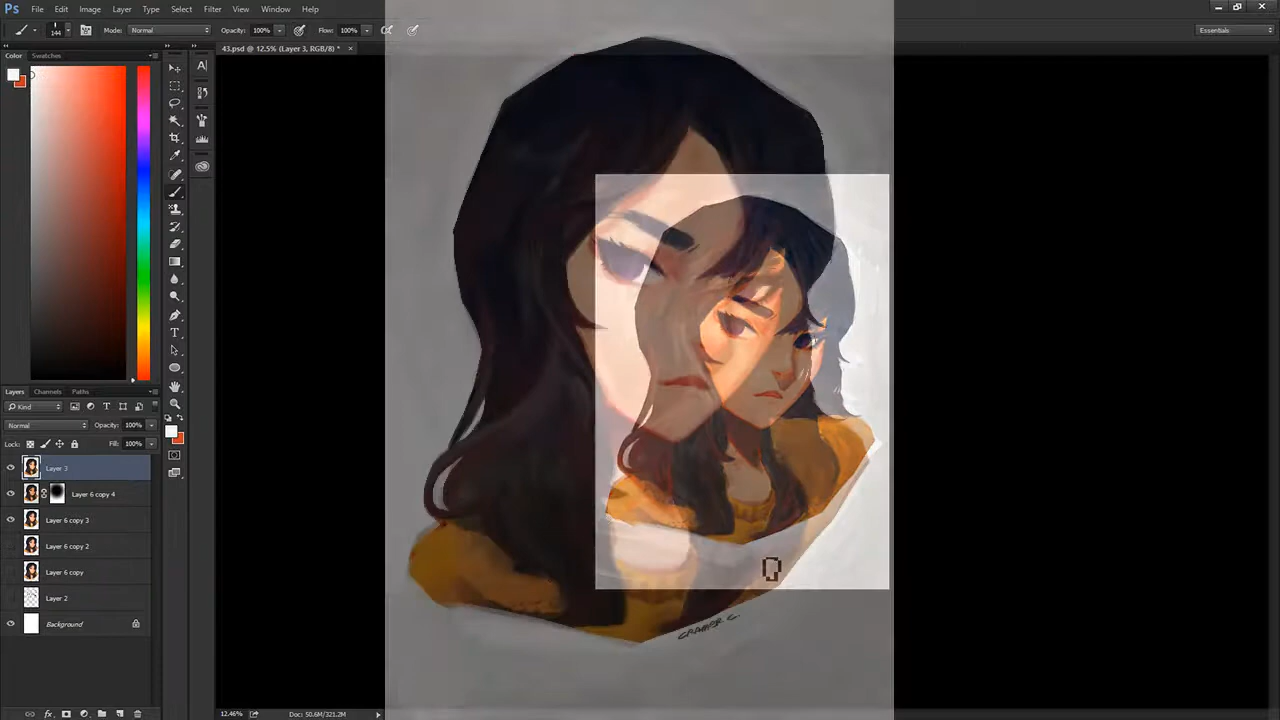 Ps File Edit Image Layer Type Select Filter View Window Help
144 Mode: Normal Opacity: 100% Flow: 100% Essentials
43.psd @ 12.5% (Layer 3, RGB/8) * ×
Color Swatches
Layers Channels Paths
Kind
Normal Opacity: 100%
Lock: Fill: 100%
Layer 3
Layer 6 copy 4
Layer 6 copy 3
Layer 6 copy 2
Layer 6 copy
Layer 2
Background
12.46% Doc: 50.6M/321.2M